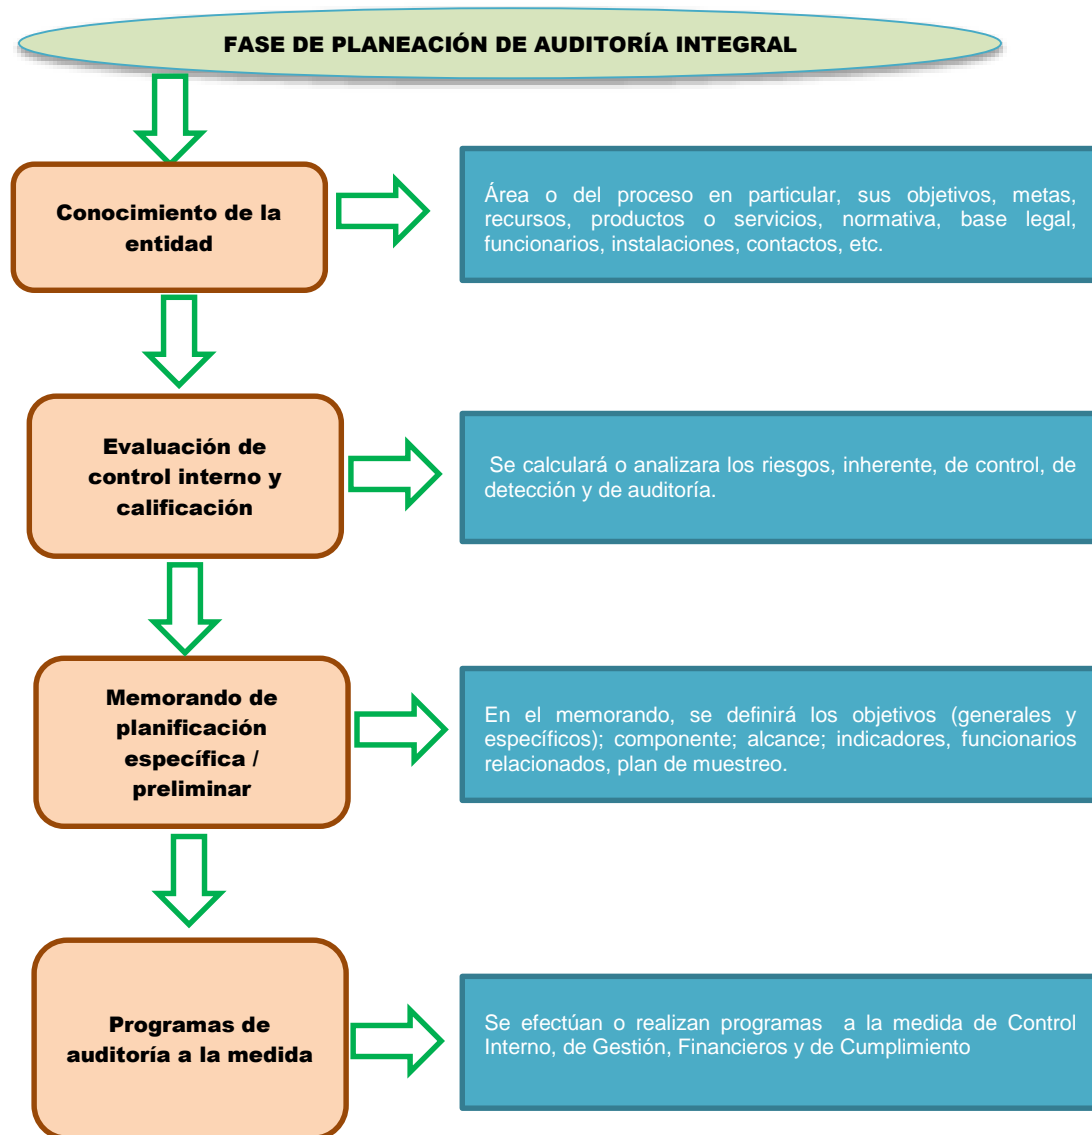 FASE DE PLANEACIÓN DE AUDITORÍA INTEGRAL
Conocimiento de la
entidad
Área o del proceso en particular, sus objetivos, metas,
recursos, productos o servicios, normativa, base legal,
funcionarios, instalaciones, contactos, etc.
Evaluación de
control interno y
calificación
Se calculará o analizara los riesgos, inherente, de control, de
detección y de auditoría.
Memorando de
planificación
específica /
preliminar
En el memorando, se definirá los objetivos (generales y
específicos); componente; alcance; indicadores, funcionarios
relacionados, plan de muestreo.
Programas de
auditoría a la medida
Se efectúan o realizan programas a la medida de Control
Interno, de Gestión, Financieros y de Cumplimiento